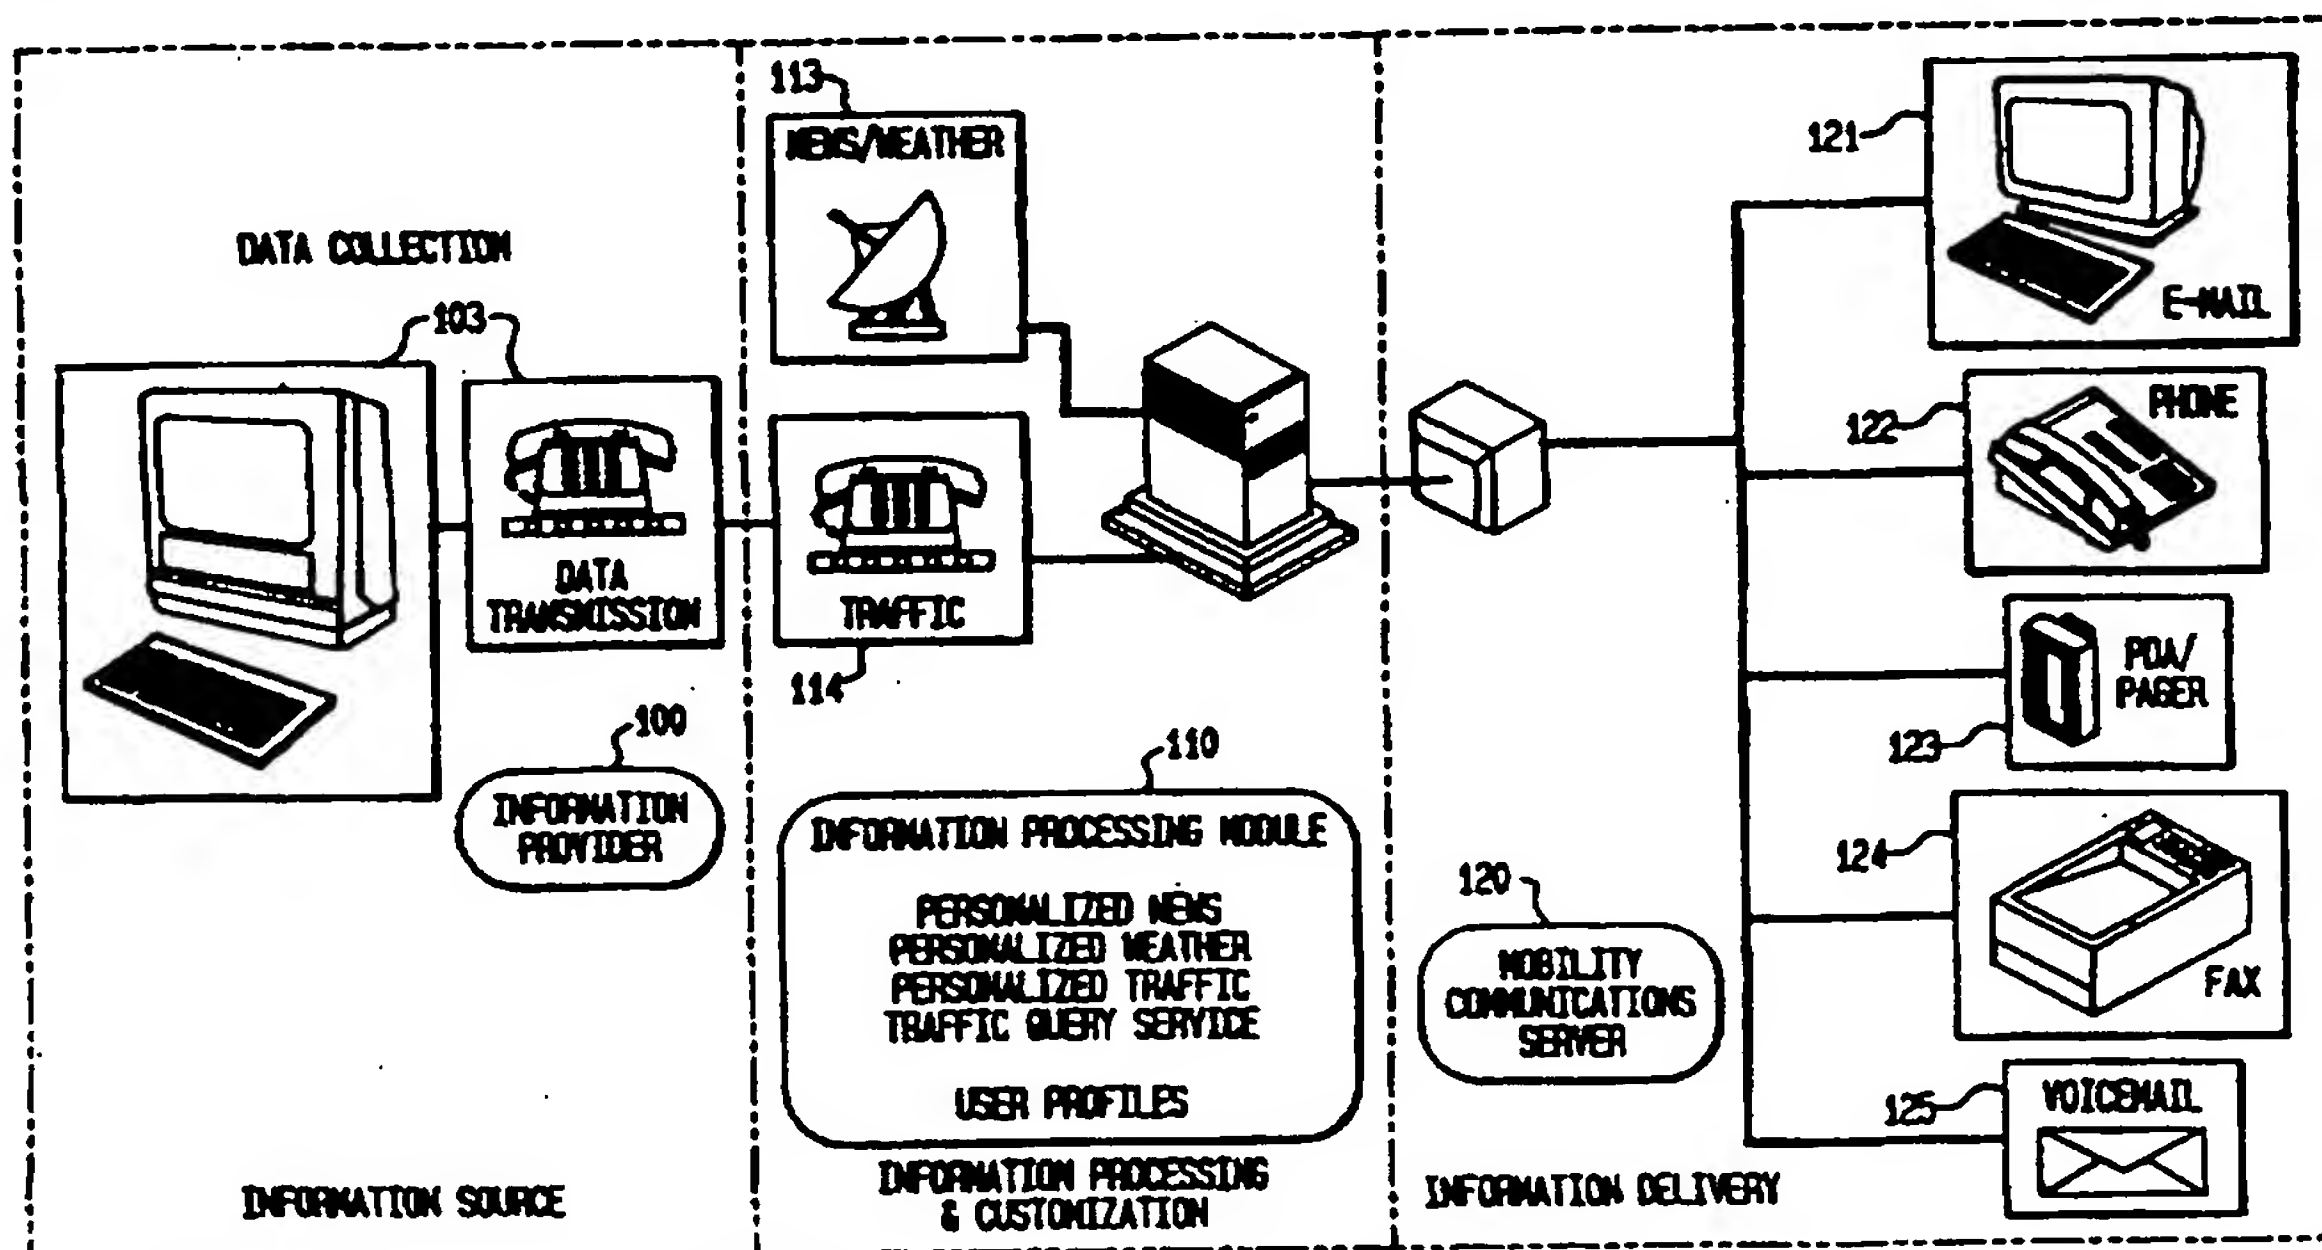 DATA COLLECTION
103
DATA
TRANSMISSION
100
INFORMATION
PROVIDER
INFORMATION SOURCE
113
NEWS/WEATHER
TRAFFIC
114
110
INFORMATION PROCESSING MODULE
PERSONALIZED NEWS
PERSONALIZED WEATHER
PERSONALIZED TRAFFIC
TRAFFIC QUERY SERVICE
USER PROFILES
INFORMATION PROCESSING
& CUSTOMIZATION
120
MOBILITY
COMMUNICATIONS
SERVER
INFORMATION DELIVERY
121
E-MAIL
122
PHONE
PDA/
PAGER
123
124
FAX
125
VOICEMAIL